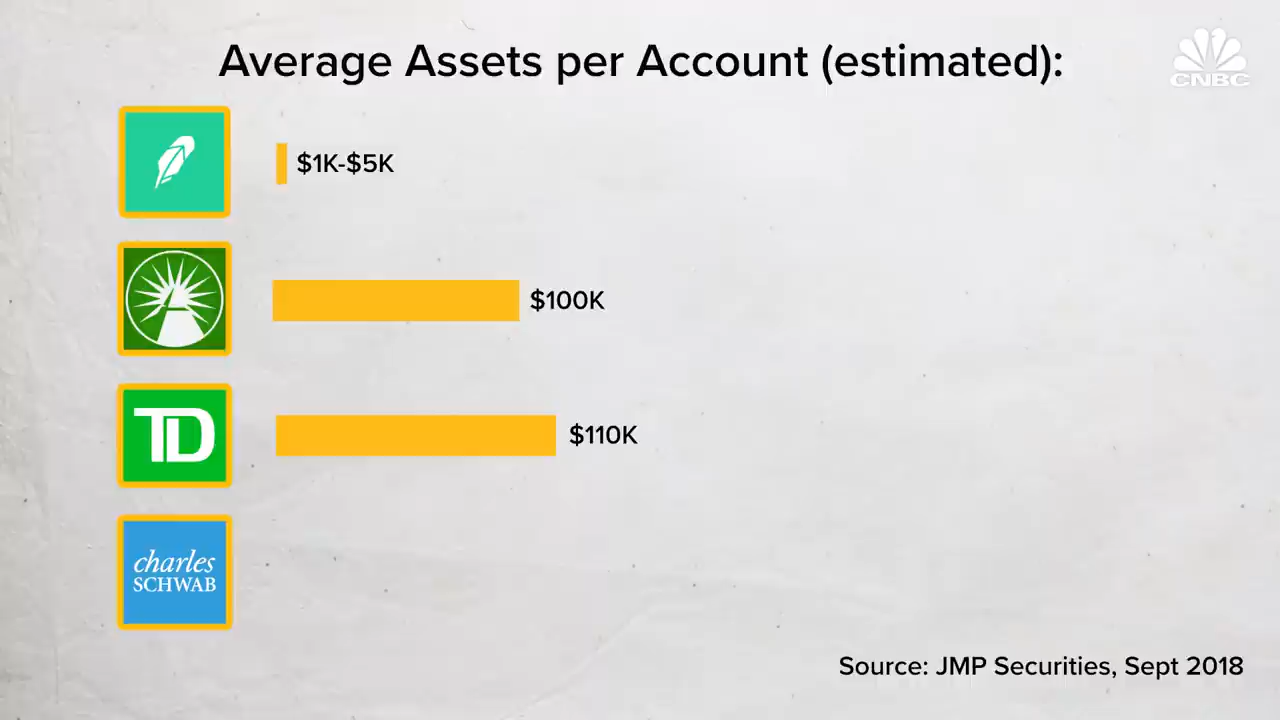 Average Assets per Account (estimated):
CNBC
$1K-$5K
$100K
TD
$110K
charles
SCHWAB
Source: JMP Securities, Sept 2018